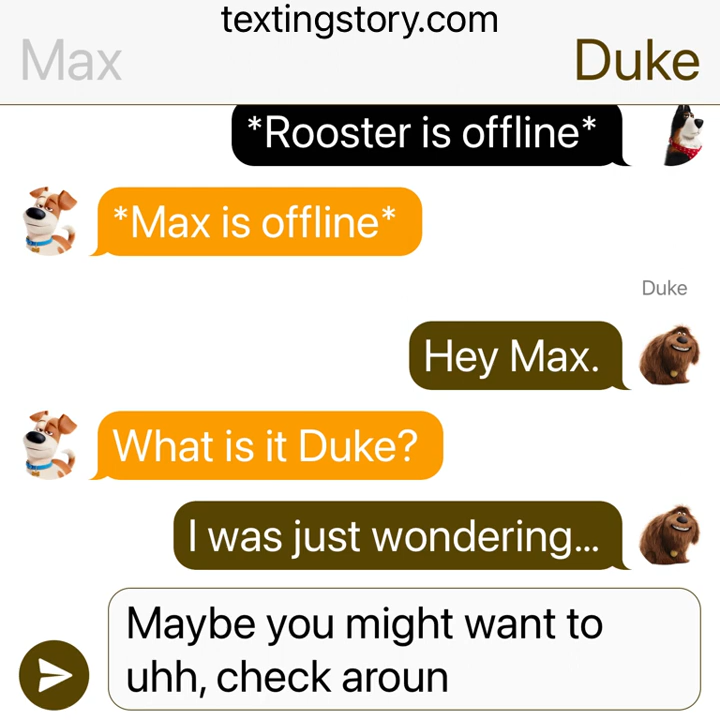 textingstory.com
Max
Duke
*Rooster is offline*
*Max is offline*
Duke
Hey Max.
What is it Duke?
I was just wondering...
Maybe you might want to
uhh, check aroun